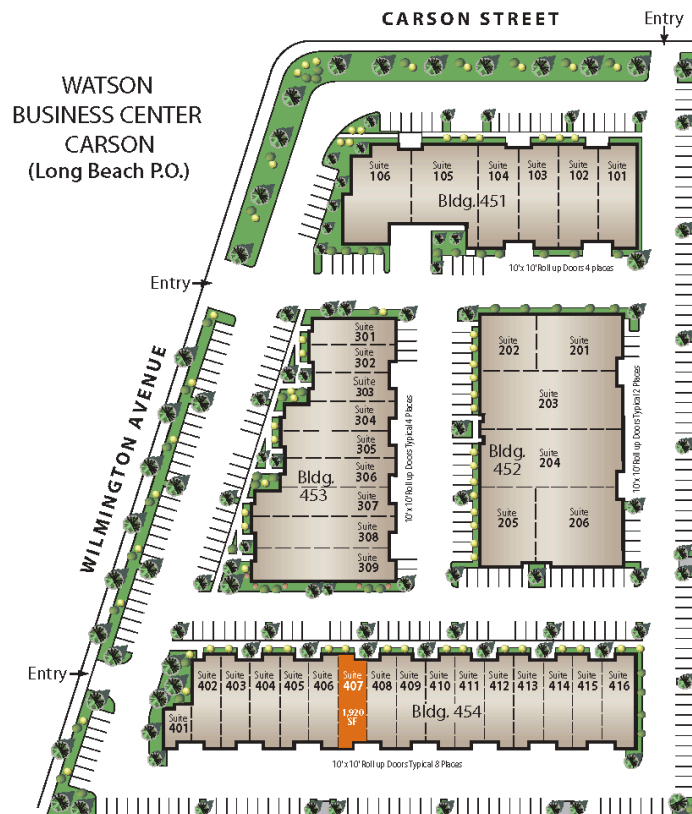 CARSON STREET
Entry
WATSON
BUSINESS CENTER
CARSON
(Long Beach P.O.)
Suite
106
Suite
105
Suite
104
Suite
103
Suite
102
Suite
101
Bldg. 451
10'x 10' Roll up Doors 4 places
Entry
WILMINGTON AVENUE
Suite
301
Suite
302
Suite
303
Suite
304
Suite
305
Suite
306
Suite
307
Suite
308
Suite
309
Bldg.
453
10' x 10' Roll up Doors Typical 4 Places
Suite
202
Suite
201
Suite
203
Suite
204
Suite
205
Suite
206
Bldg.
452
10' x 10' Roll up Doors Typical 2 Places
Entry
Suite
401
Suite
402
Suite
403
Suite
404
Suite
405
Suite
406
Suite
407
1,920
SF
Suite
408
Suite
409
Suite
410
Suite
411
Suite
412
Suite
413
Suite
414
Suite
415
Suite
416
Bldg. 454
10'x 10' Roll up Doors Typical 8 Places